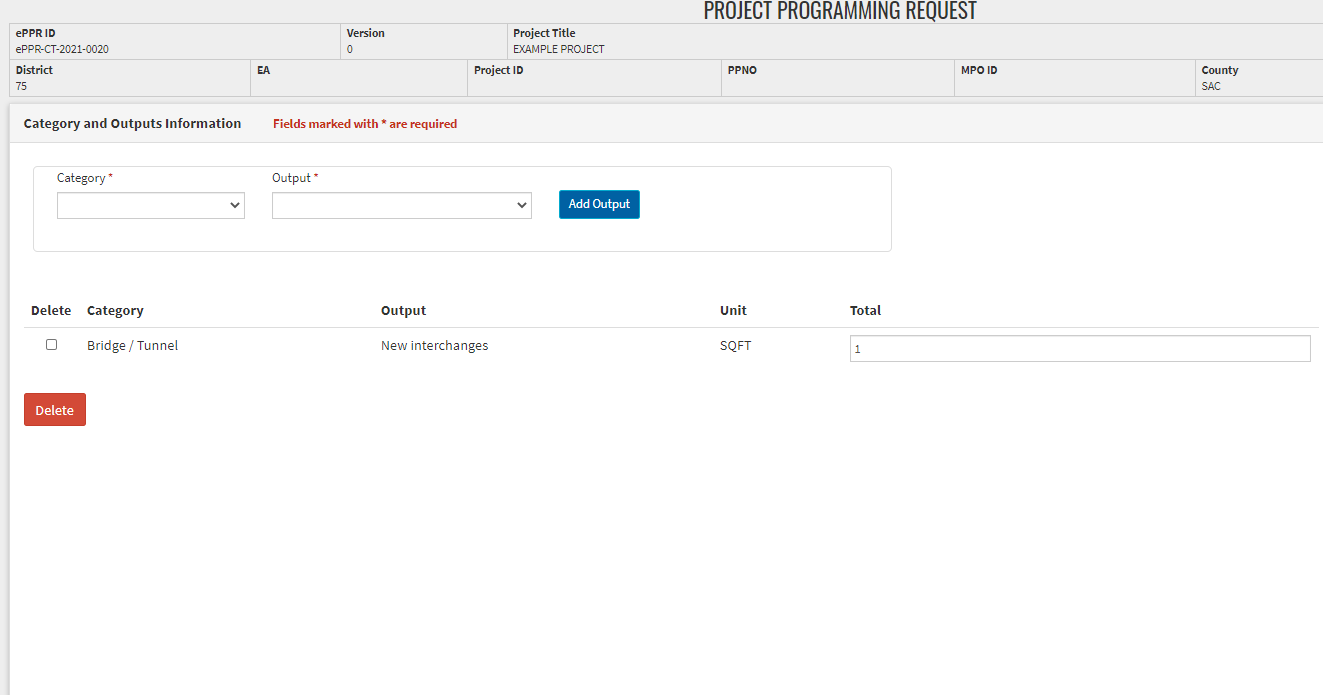 PROJECT PROGRAMMING REQUEST
ePPR ID Version Project Title
ePPR-CT-2021-0020 0 EXAMPLE PROJECT
District EA Project ID PPNO MPO ID County
75 SAC
Category and Outputs Information Fields marked with * are required
Category * Output *
Add Output
Delete Category Output Unit Total
Bridge / Tunnel New interchanges SQFT 1
Delete